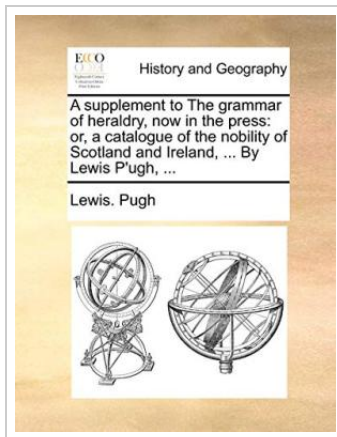 ECCO
History and Geography
A supplement to The grammar
of heraldry, now in the press:
or, a catalogue of the nobility of
Scotland and Ireland, ... By
Lewis P'ugh, ...
Lewis. Pugh